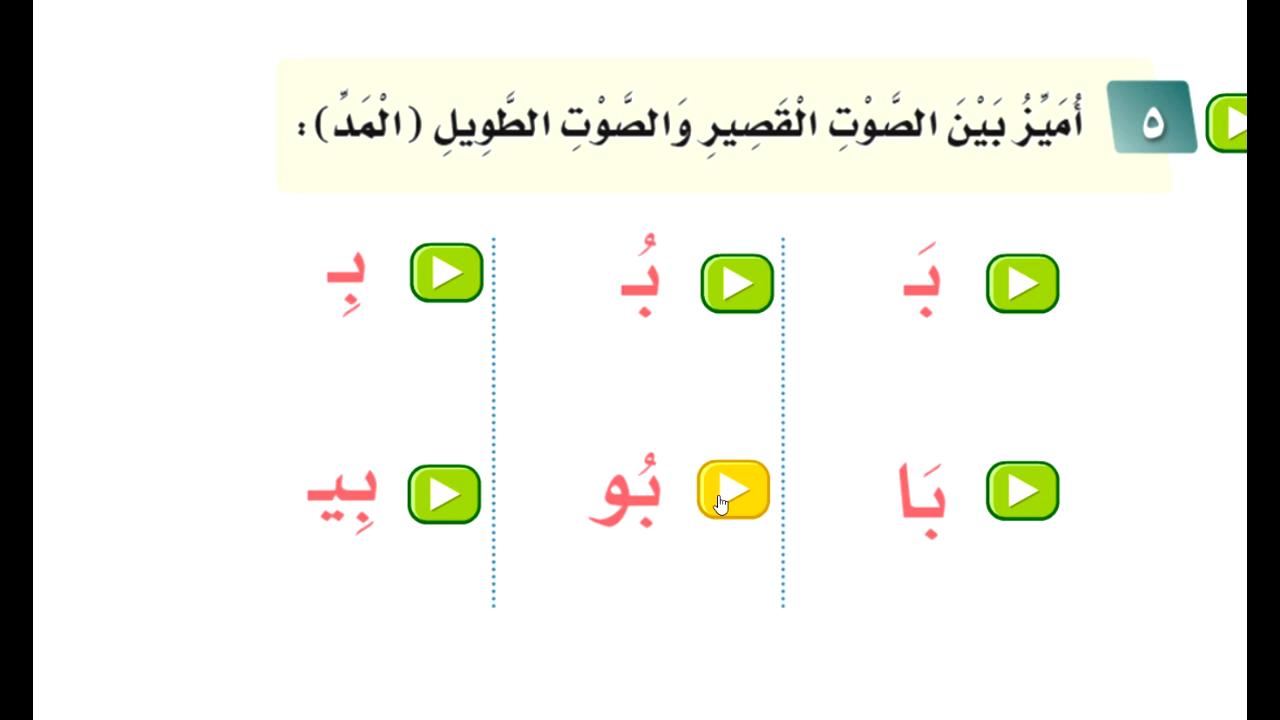 ٥ أُمَيِّزُ بَيْنَ الصَّوْتِ الْقَصِيرِ وَالصَّوْتِ الطَّوِيلِ (الْمَدِّ) :
بَـ بُـ بِـ
بَا بُو بِيـ